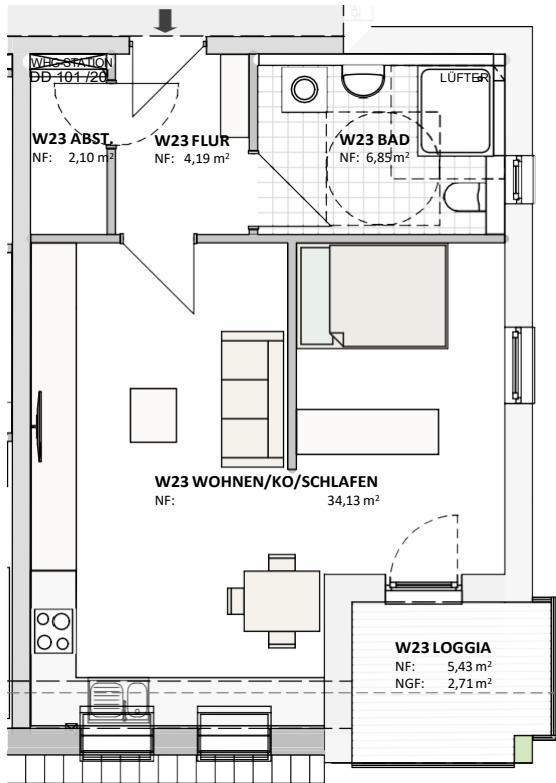 WHG-STATION
DD 101 /20
LÜFTER
W23 ABST.
NF: 2,10 m²
W23 FLUR
NF: 4,19 m²
W23 BAD
NF: 6,85 m²
W23 WOHNEN/KO/SCHLAFEN
NF: 34,13 m²
W23 LOGGIA
NF: 5,43 m²
NGF: 2,71 m²